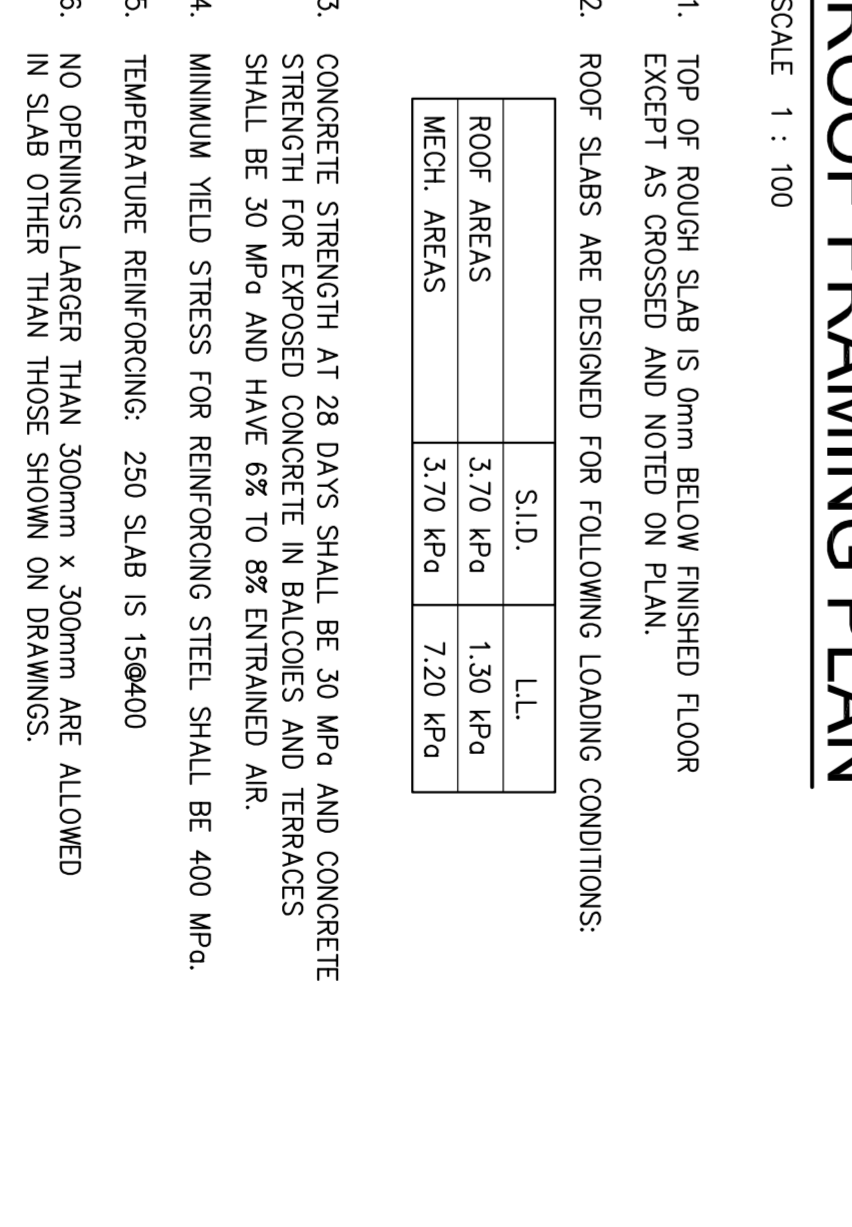 ROOF FRAMING PLAN
SCALE 1 : 100
1. TOP OF ROUGH SLAB IS 0mm BELOW FINISHED FLOOR
EXCEPT AS CROSSED AND NOTED ON PLAN.
2. ROOF SLABS ARE DESIGNED FOR FOLLOWING LOADING CONDITIONS:
S.I.D. L.L.
ROOF AREAS 3.70 kPa 1.30 kPa
MECH. AREAS 3.70 kPa 7.20 kPa
3. CONCRETE STRENGTH AT 28 DAYS SHALL BE 30 MPa AND CONCRETE
STRENGTH FOR EXPOSED CONCRETE IN BALCOIES AND TERRACES
SHALL BE 30 MPa AND HAVE 6% TO 8% ENTRAINED AIR.
4. MINIMUM YIELD STRESS FOR REINFORCING STEEL SHALL BE 400 MPa.
5. TEMPERATURE REINFORCING: 250 SLAB IS 15@400
6. NO OPENINGS LARGER THAN 300mm x 300mm ARE ALLOWED
IN SLAB OTHER THAN THOSE SHOWN ON DRAWINGS.